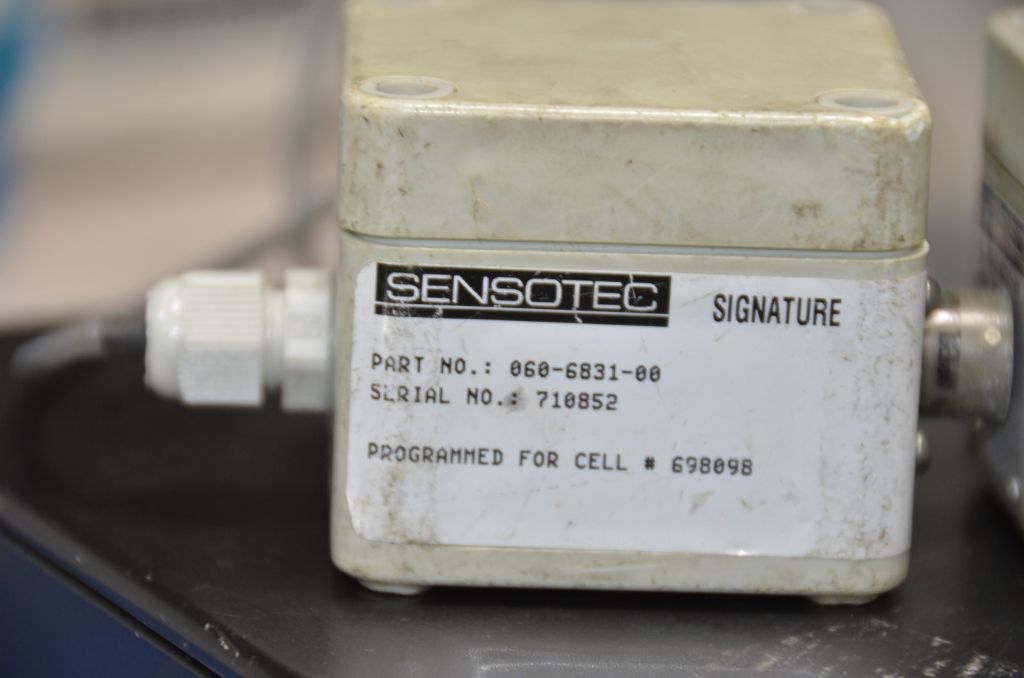 SENSOTEC
SIGNATURE
PART NO.: 060-6831-00
SERIAL NO.: 710852
PROGRAMMED FOR CELL # 698098